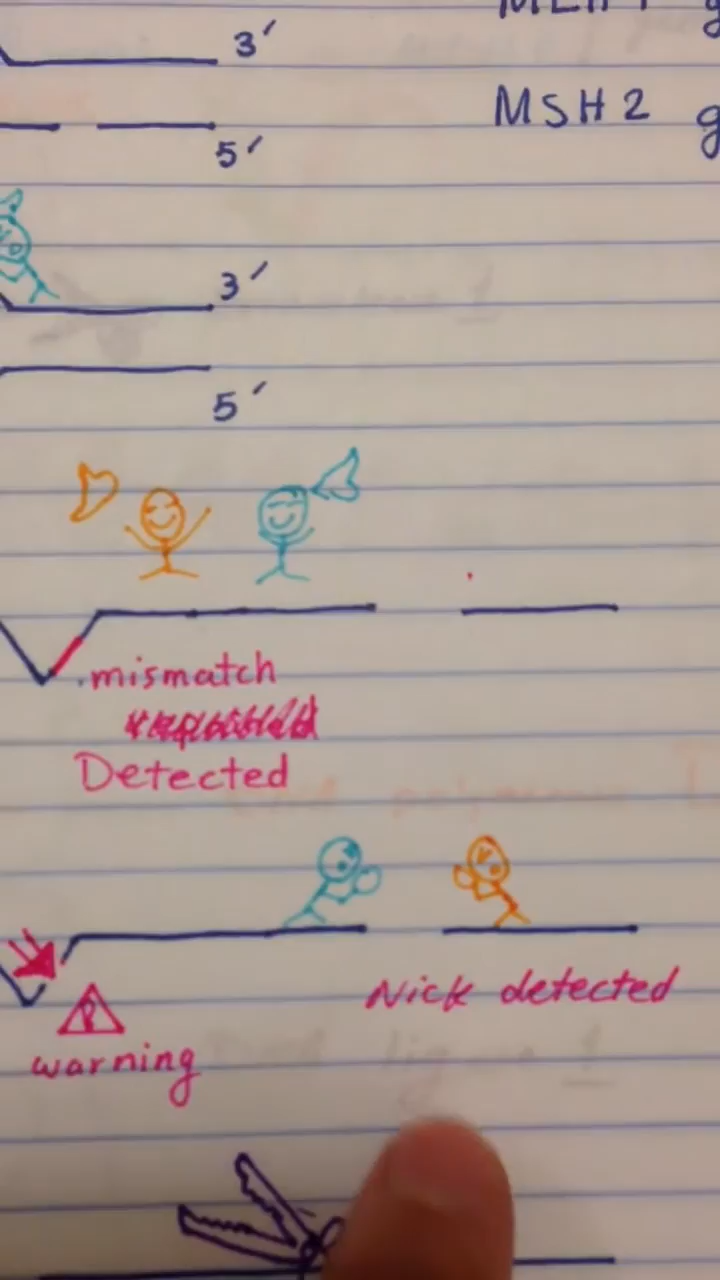 3′
MSH2 g
5′
3′
5′
mismatch
Detected
Nick detected
warning